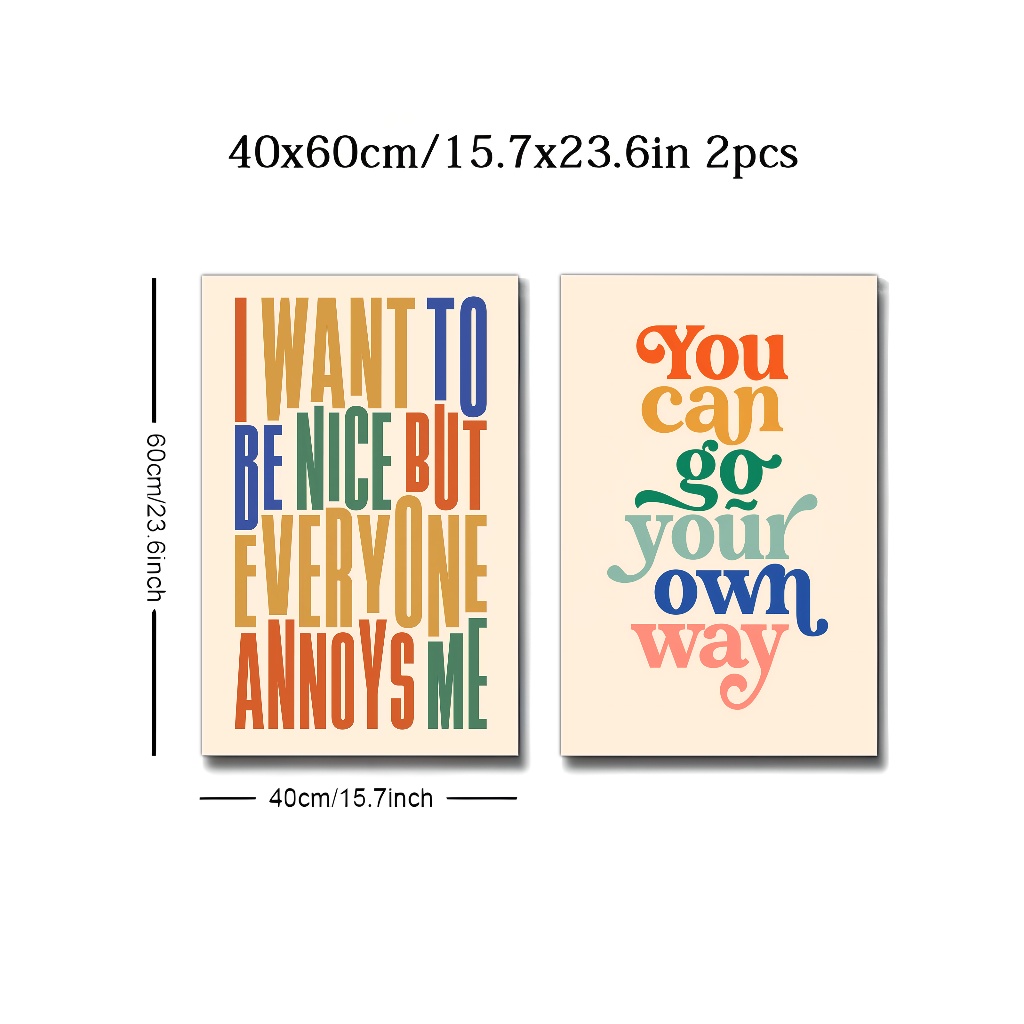 40x60cm/15.7x23.6in 2pcs
60cm/23.6inch
I WANT TO
BE NICE BUT
EVERYONE
ANNOYS ME
You
can
go
your
own
way
40cm/15.7inch